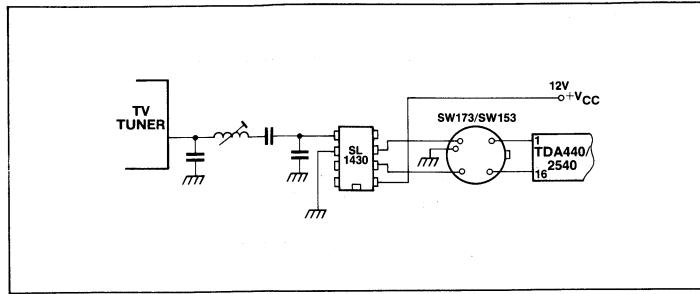 12V
+VCC
TV
TUNER
SW173/SW153
SL
1430
1
TDA440/
2540
16